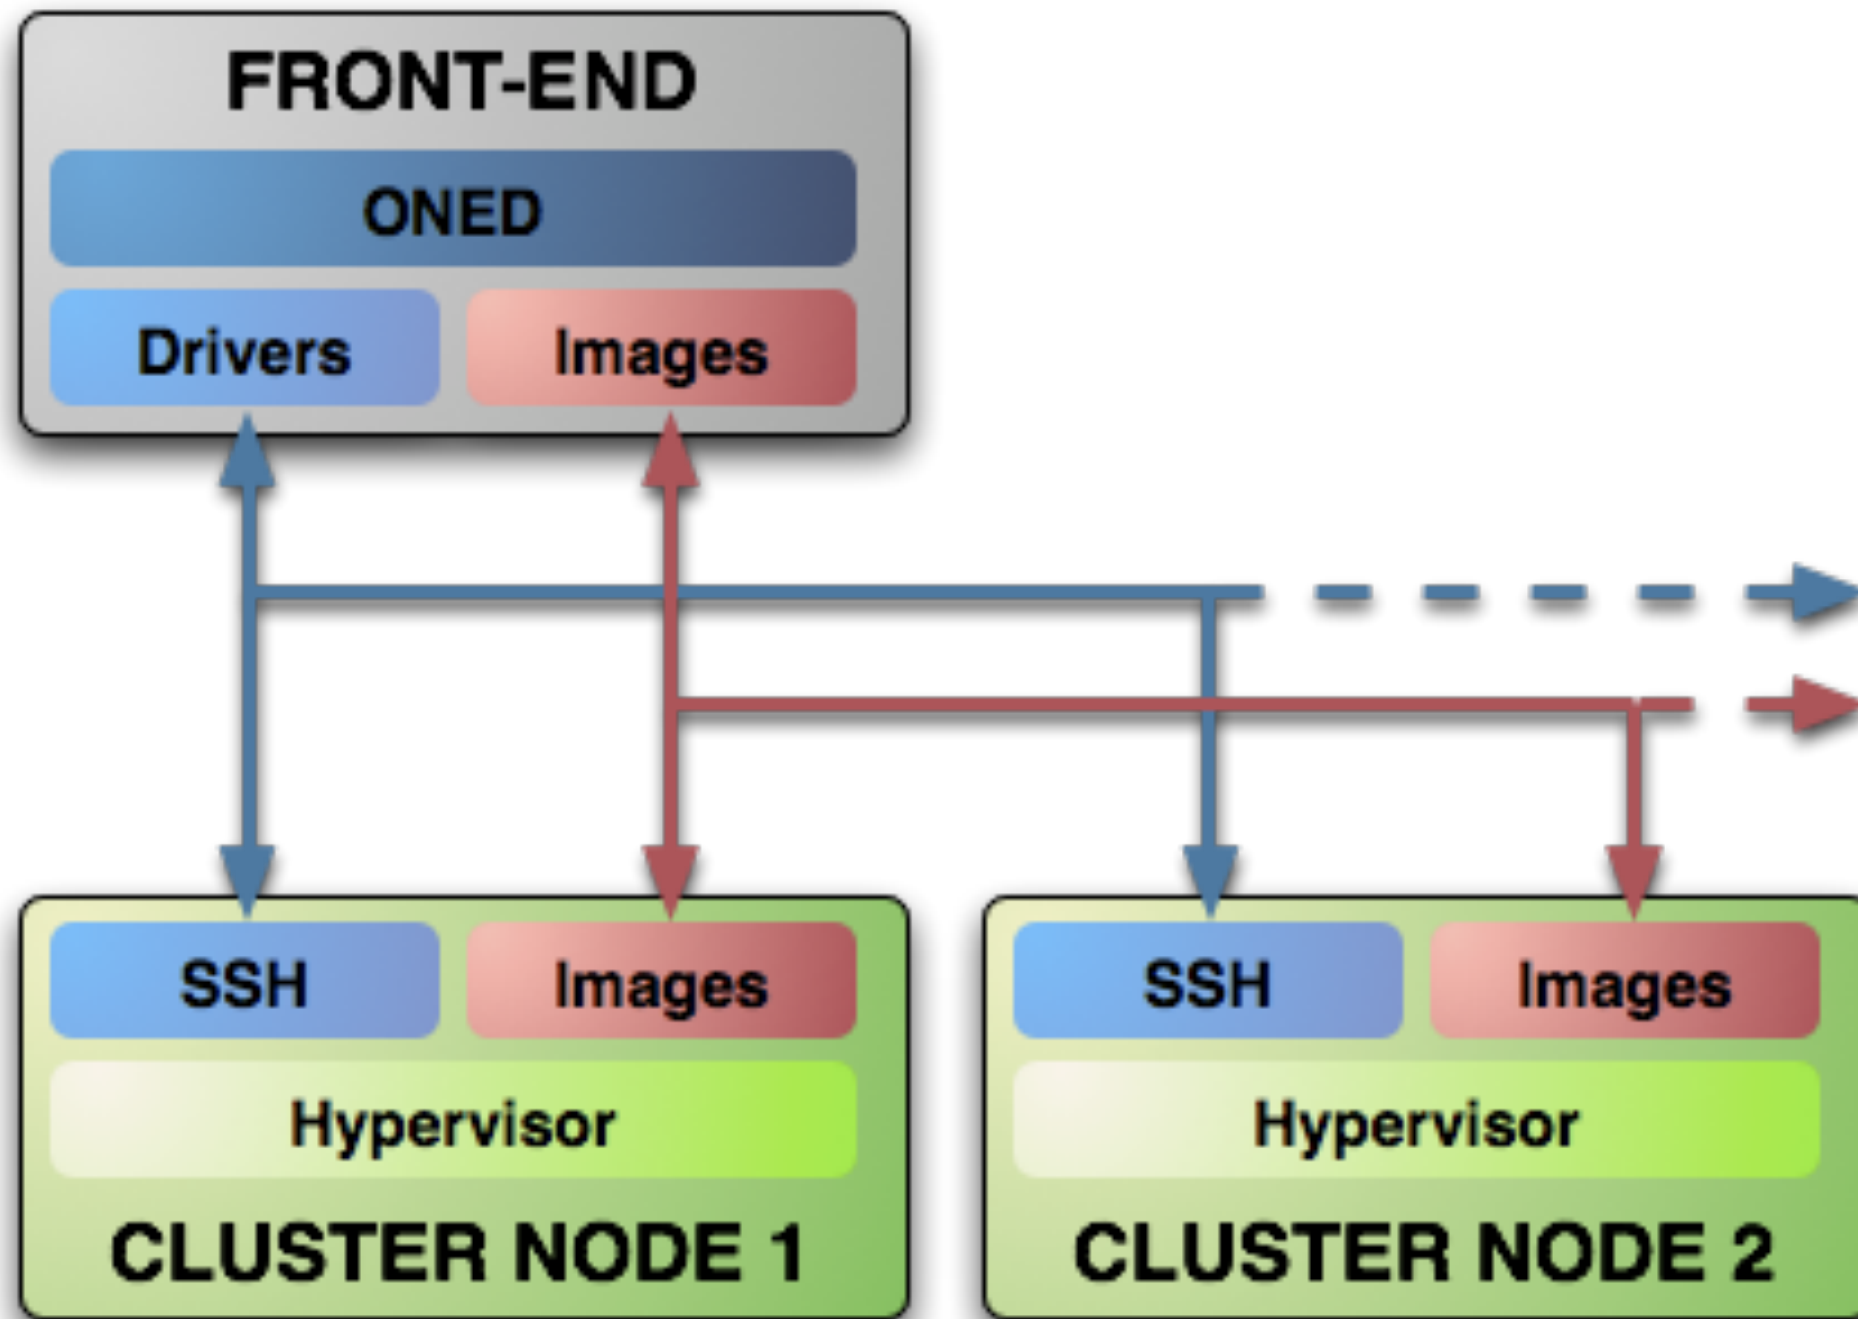 FRONT-END
ONED
Drivers Images
SSH Images SSH Images
Hypervisor Hypervisor
CLUSTER NODE 1 CLUSTER NODE 2